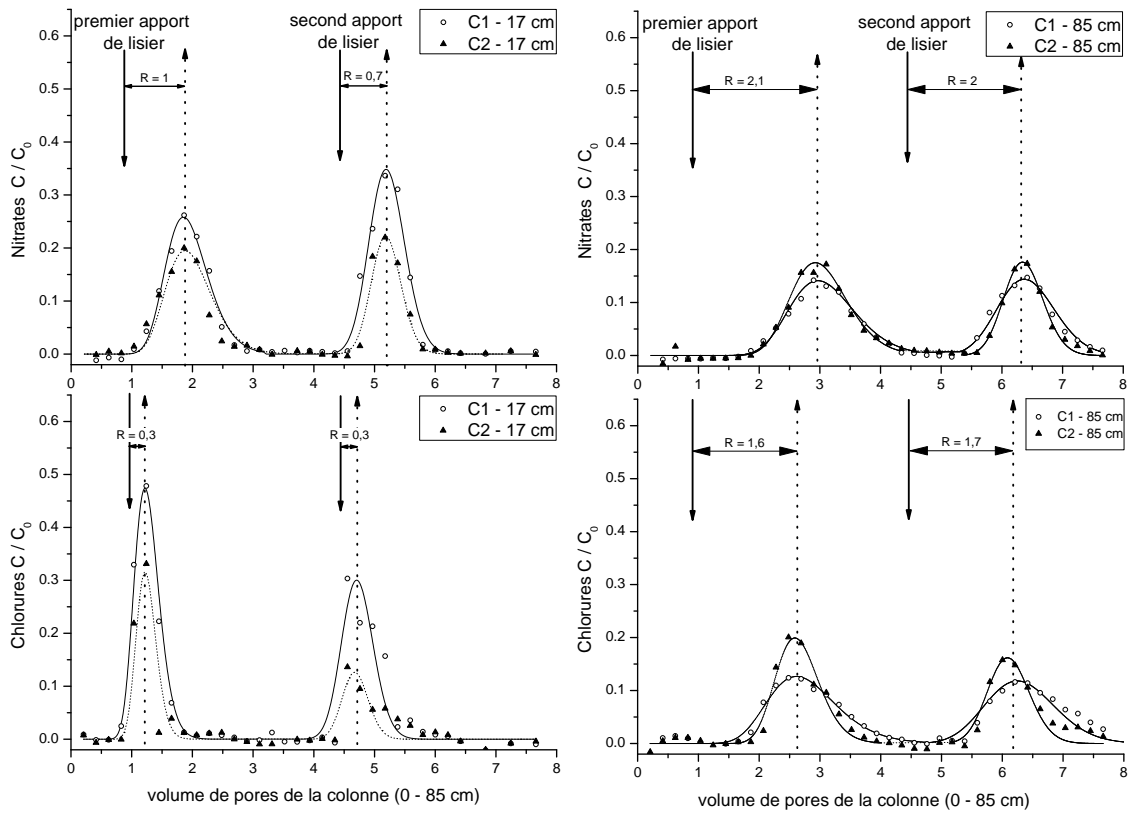 premier apport
de lisier
second apport
de lisier
C1 - 17 cm
C2 - 17 cm
R = 1
R = 0,7
Nitrates C / C0
0.6
0.5
0.4
0.3
0.2
0.1
0.0
0 1 2 3 4 5 6 7 8
premier apport
de lisier
second apport
de lisier
C1 - 85 cm
C2 - 85 cm
R = 2,1
R = 2
Nitrates C / C0
0.6
0.5
0.4
0.3
0.2
0.1
0.0
0 1 2 3 4 5 6 7 8
C1 - 17 cm
C2 - 17 cm
R = 0,3
R = 0,3
Chlorures C / C0
0.6
0.5
0.4
0.3
0.2
0.1
0.0
0 1 2 3 4 5 6 7 8
volume de pores de la colonne (0 - 85 cm)
C1 - 85 cm
C2 - 85 cm
R = 1,6
R = 1,7
Chlorures C / C0
0.6
0.5
0.4
0.3
0.2
0.1
0.0
0 1 2 3 4 5 6 7 8
volume de pores de la colonne (0 - 85 cm)